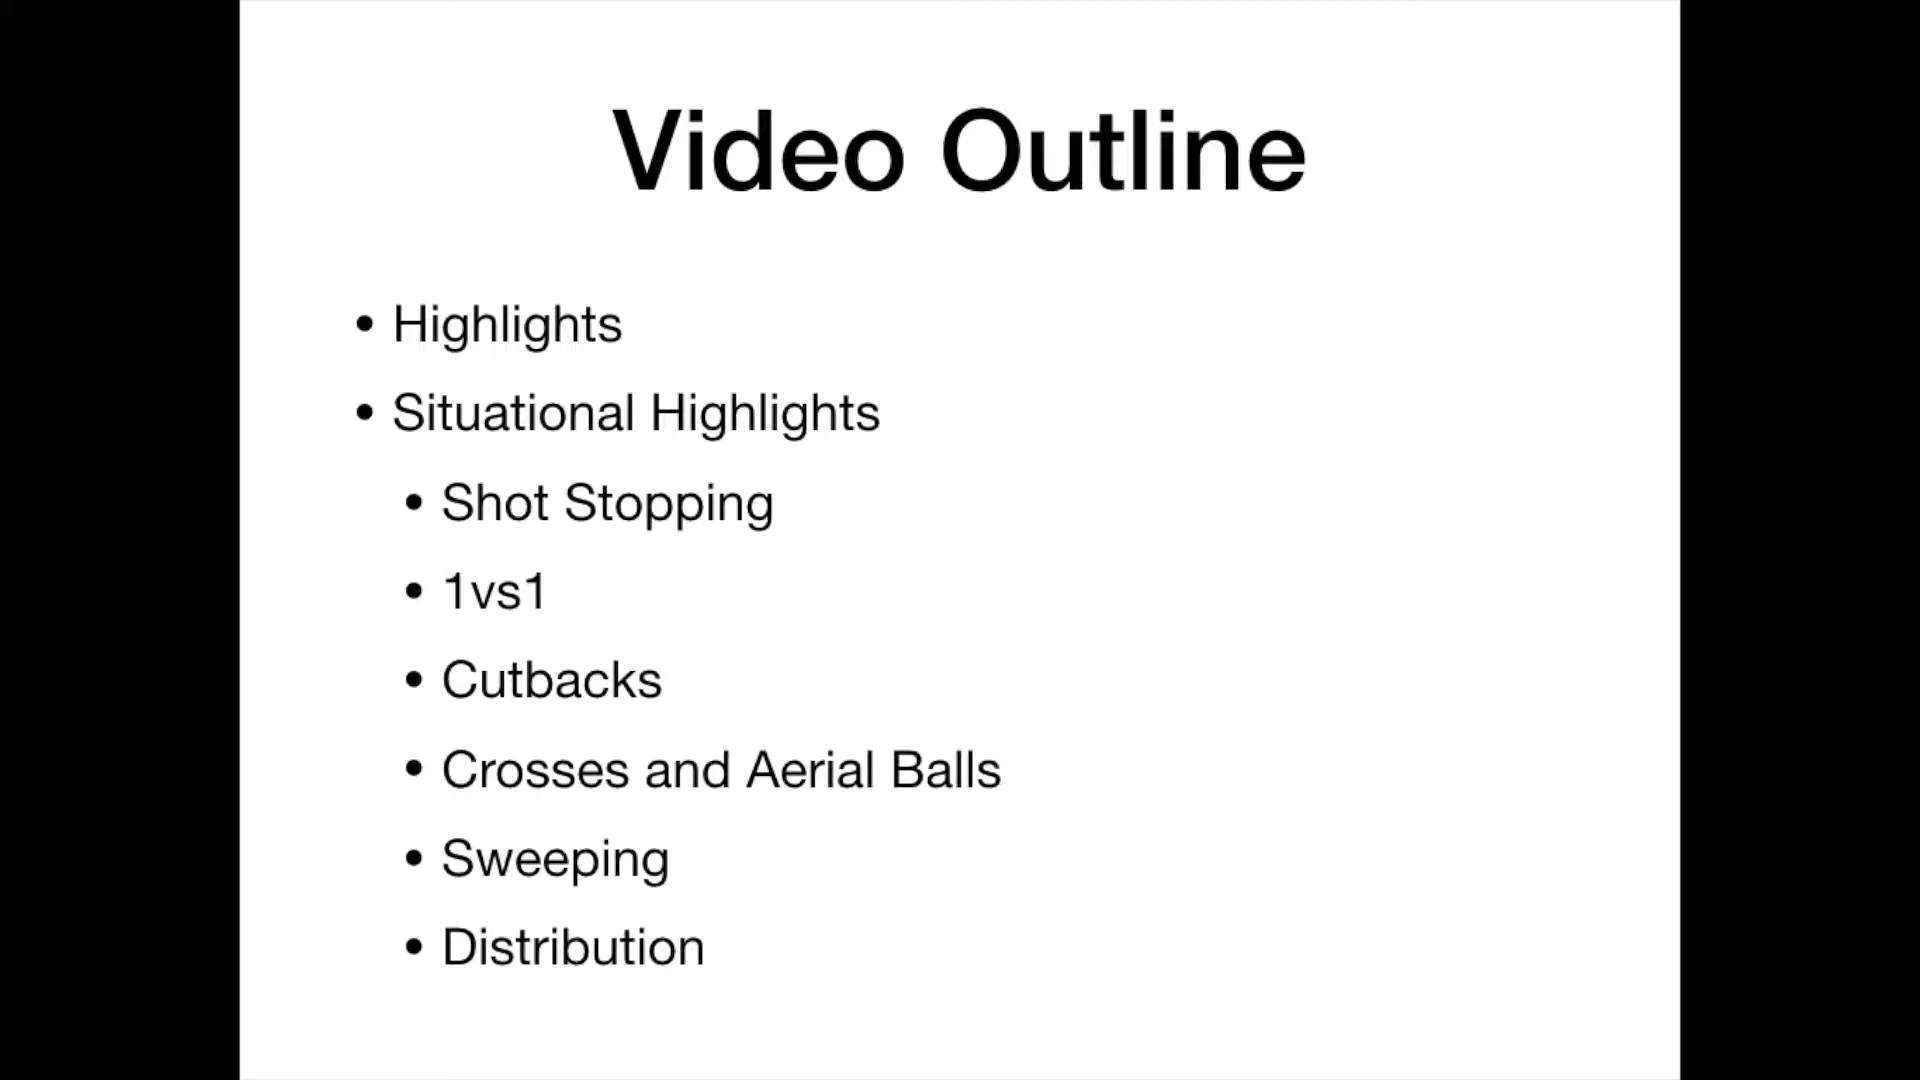 Video Outline
• Highlights
• Situational Highlights
• Shot Stopping
• 1vs1
• Cutbacks
• Crosses and Aerial Balls
• Sweeping
• Distribution